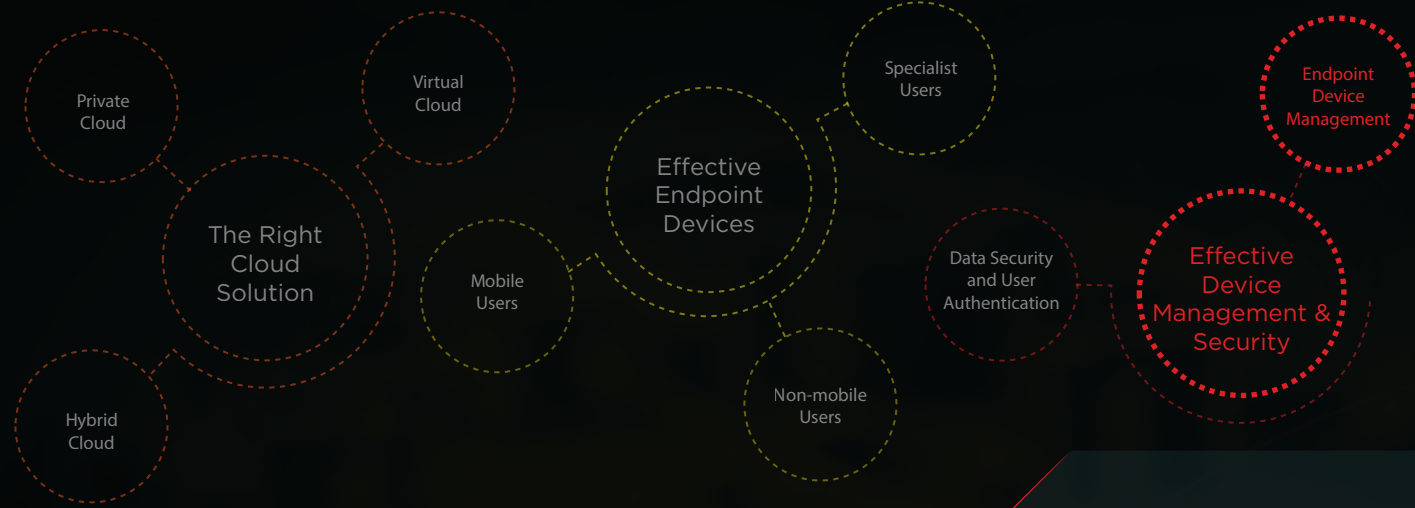 Private
Cloud
Virtual
Cloud
The Right
Cloud
Solution
Hybrid
Cloud
Mobile
Users
Effective
Endpoint
Devices
Specialist
Users
Non-mobile
Users
Data Security
and User
Authentication
Endpoint
Device
Management
Effective
Device
Management &
Security